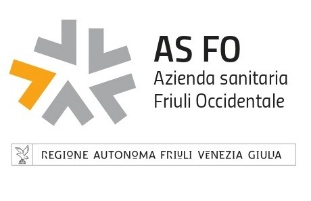 AS FO
Azienda sanitaria
Friuli Occidentale
REGIONE AUTONOMA FRIULI VENEZIA GIULIA